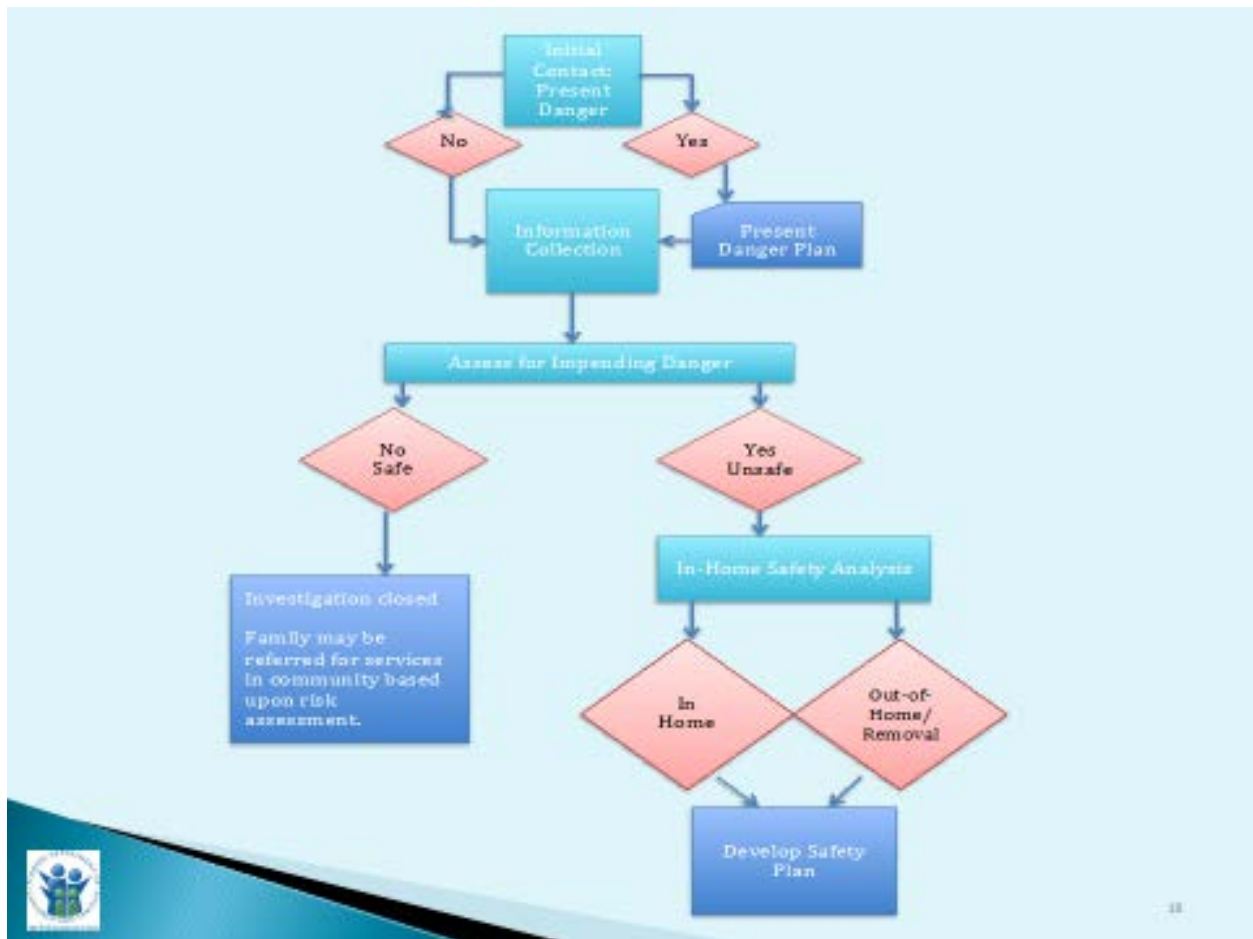 Initial
Contact:
Present
Danger
No
Yes
Information
Collection
Present
Danger Plan
Assess for Impending Danger
No
Safe
Yes
Unsafe
In-Home Safety Analysis
Investigation closed
Family may be
referred for services
in community based
upon risk
assessment.
In
Home
Out-of-
Home/
Removal
Develop Safety
Plan